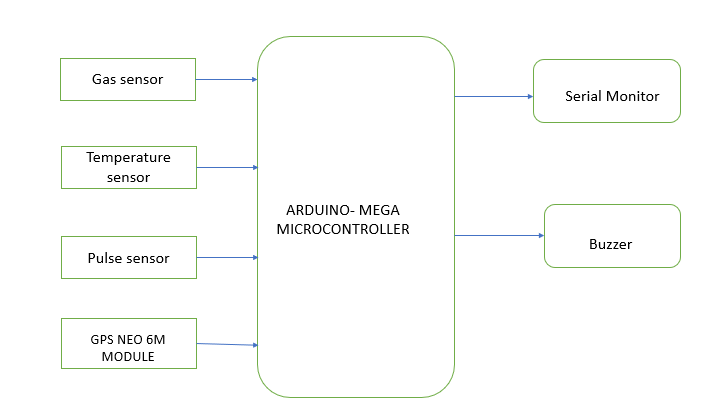 Gas sensor
Temperature
sensor
Pulse sensor
GPS NEO 6M
MODULE
ARDUINO- MEGA
MICROCONTROLLER
Serial Monitor
Buzzer